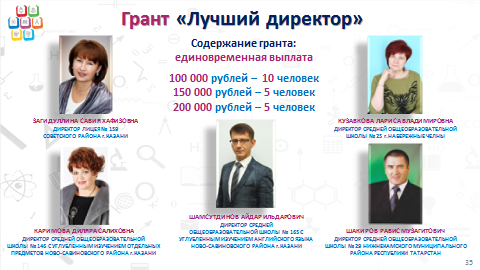 Грант «Лучший директор»
Содержание гранта:
единовременная выплата
100 000 рублей – 10 человек
150 000 рублей – 5 человек
200 000 рублей – 5 человек
ЗАГИДУЛЛИНА САБИЯ ХАФИЗОВНА
ДИРЕКТОР ЛИЦЕЯ № 159
СОВЕТСКОГО РАЙОНА г. КАЗАНИ
КУЗАВКОВА ЛАРИСА ВЛАДИМИРОВНА
ДИРЕКТОР СРЕДНЕЙ ОБЩЕОБРАЗОВАТЕЛЬНОЙ
ШКОЛЫ № 25 г. НАБЕРЕЖНЫЕ ЧЕЛНЫ
КАРИМОВА ДИЛЯРА САЛИХОВНА
ДИРЕКТОР СРЕДНЕЙ ОБЩЕОБРАЗОВАТЕЛЬНОЙ
ШКОЛЫ № 146 С УГЛУБЛЕННЫМ ИЗУЧЕНИЕМ ОТДЕЛЬНЫХ
ПРЕДМЕТОВ НОВО-САВИНОВСКОГО РАЙОНА г. КАЗАНИ
ШАМСУТДИНОВ АЙДАР ИЛЬДАРОВИЧ
ДИРЕКТОР СРЕДНЕЙ
ОБЩЕОБРАЗОВАТЕЛЬНОЙ ШКОЛЫ № 165 С
УГЛУБЛЕННЫМ ИЗУЧЕНИЕМ АНГЛИЙСКОГО ЯЗЫКА
НОВО-САВИНОВСКОГО РАЙОНА г. КАЗАНИ
ШАКИРОВ РАВИС МУЗАГИТОВИЧ
ДИРЕКТОР СРЕДНЕЙ ОБЩЕОБРАЗОВАТЕЛЬНОЙ
ШКОЛЫ № 29 НИЖНЕКАМСКОГО МУНИЦИПАЛЬНОГО
РАЙОНА РЕСПУБЛИКИ ТАТАРСТАН
35